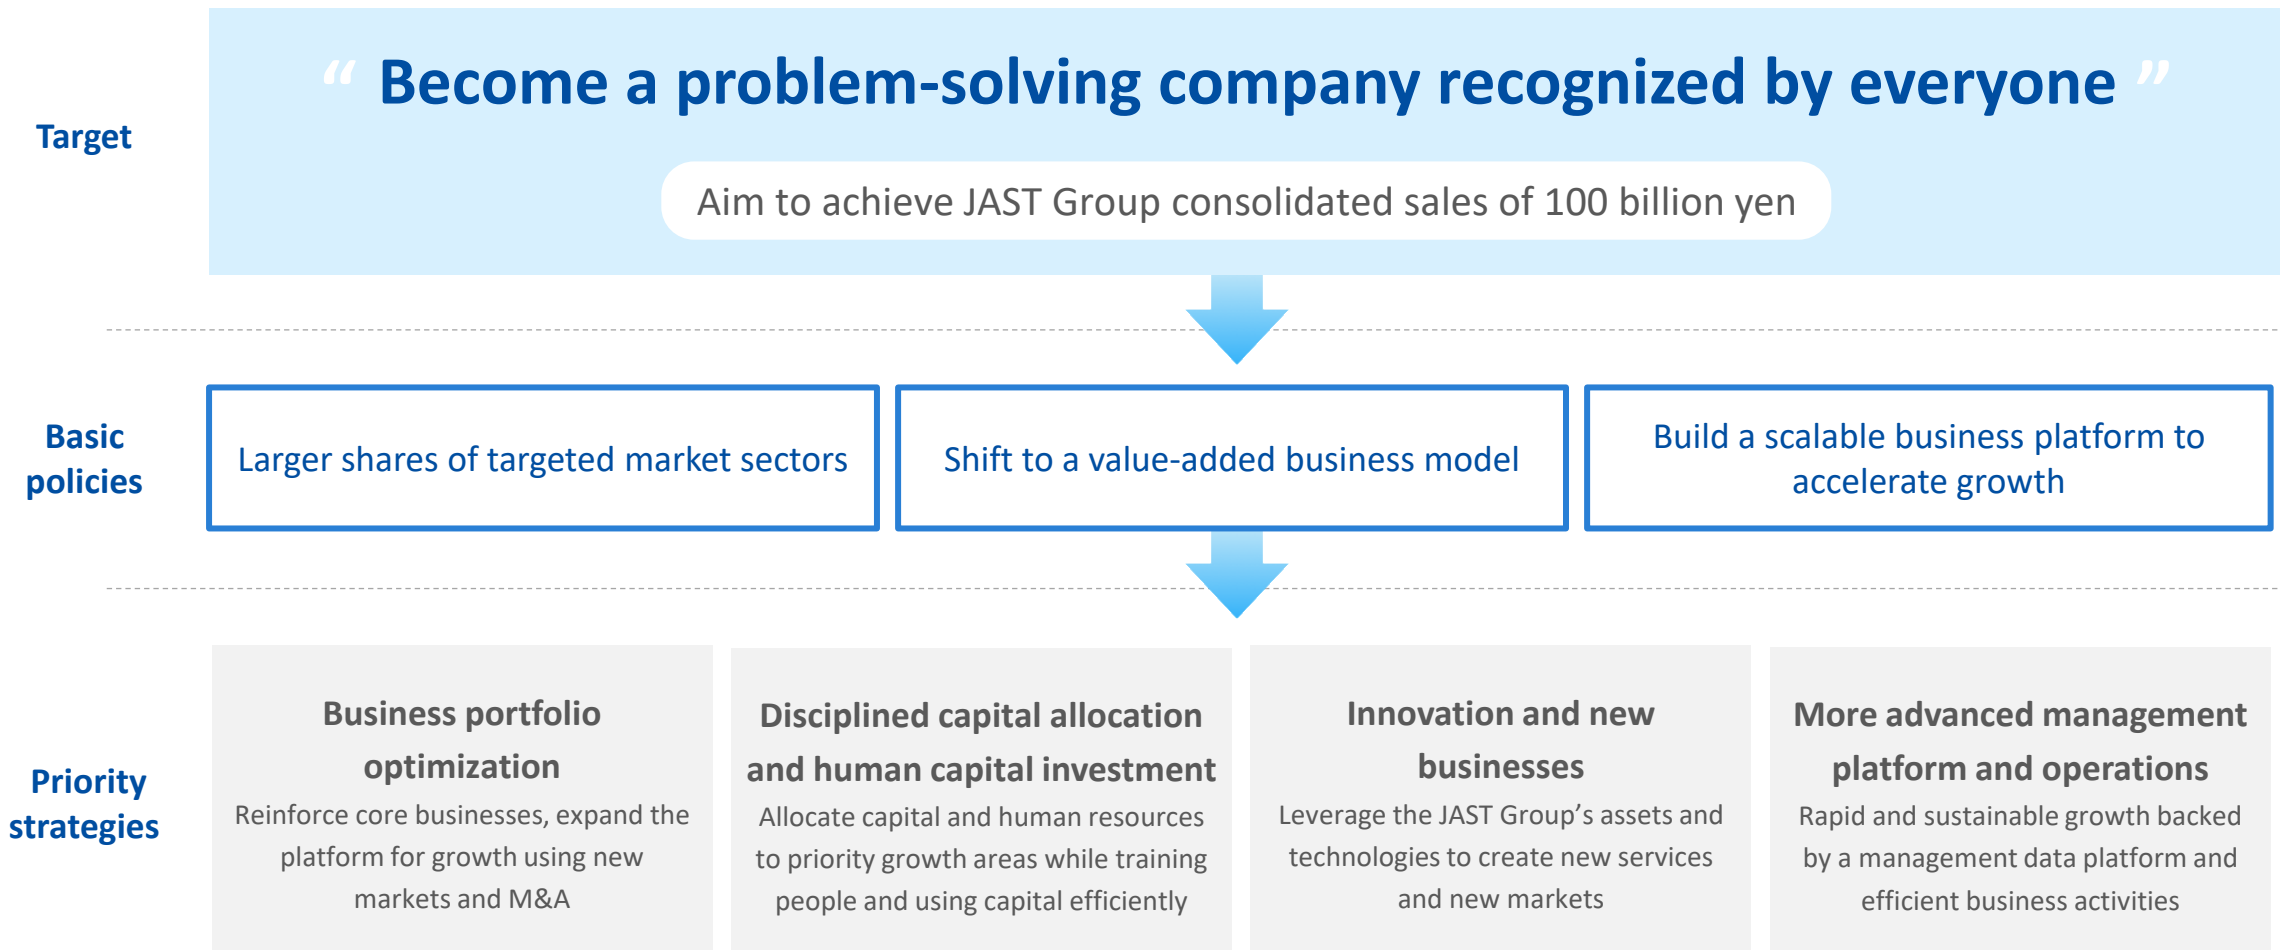 “ Become a problem-solving company recognized by everyone ”
Target
Aim to achieve JAST Group consolidated sales of 100 billion yen
Basic
policies
Larger shares of targeted market sectors
Shift to a value-added business model
Build a scalable business platform to
accelerate growth
Priority
strategies
Business portfolio
optimization
Reinforce core businesses, expand the
platform for growth using new
markets and M&A
Disciplined capital allocation
and human capital investment
Allocate capital and human resources
to priority growth areas while training
people and using capital efficiently
Innovation and new
businesses
Leverage the JAST Group’s assets and
technologies to create new services
and new markets
More advanced management
platform and operations
Rapid and sustainable growth backed
by a management data platform and
efficient business activities